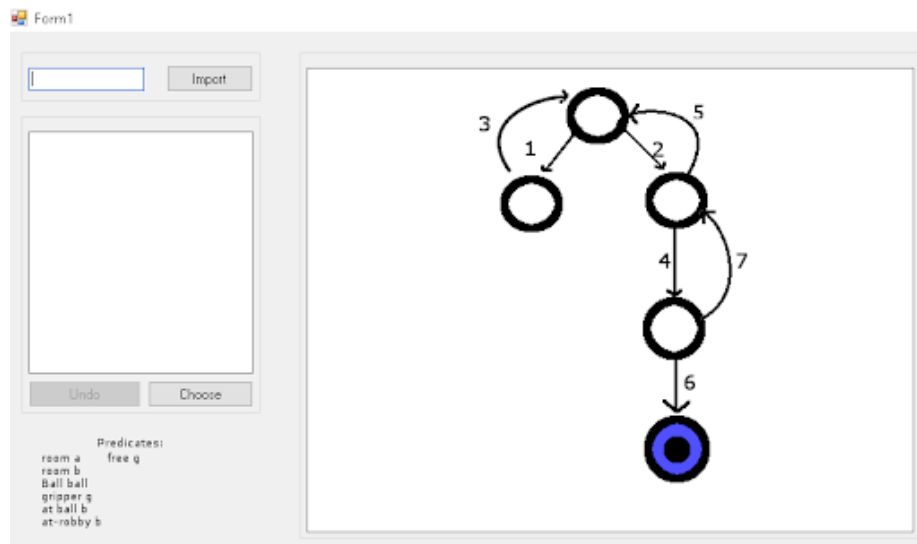 Form1
Import
Undo
Choose
Predicates:
room a free g
room b
Ball ball
gripper g
at ball b
at-robby b
3
5
1
2
4
7
6